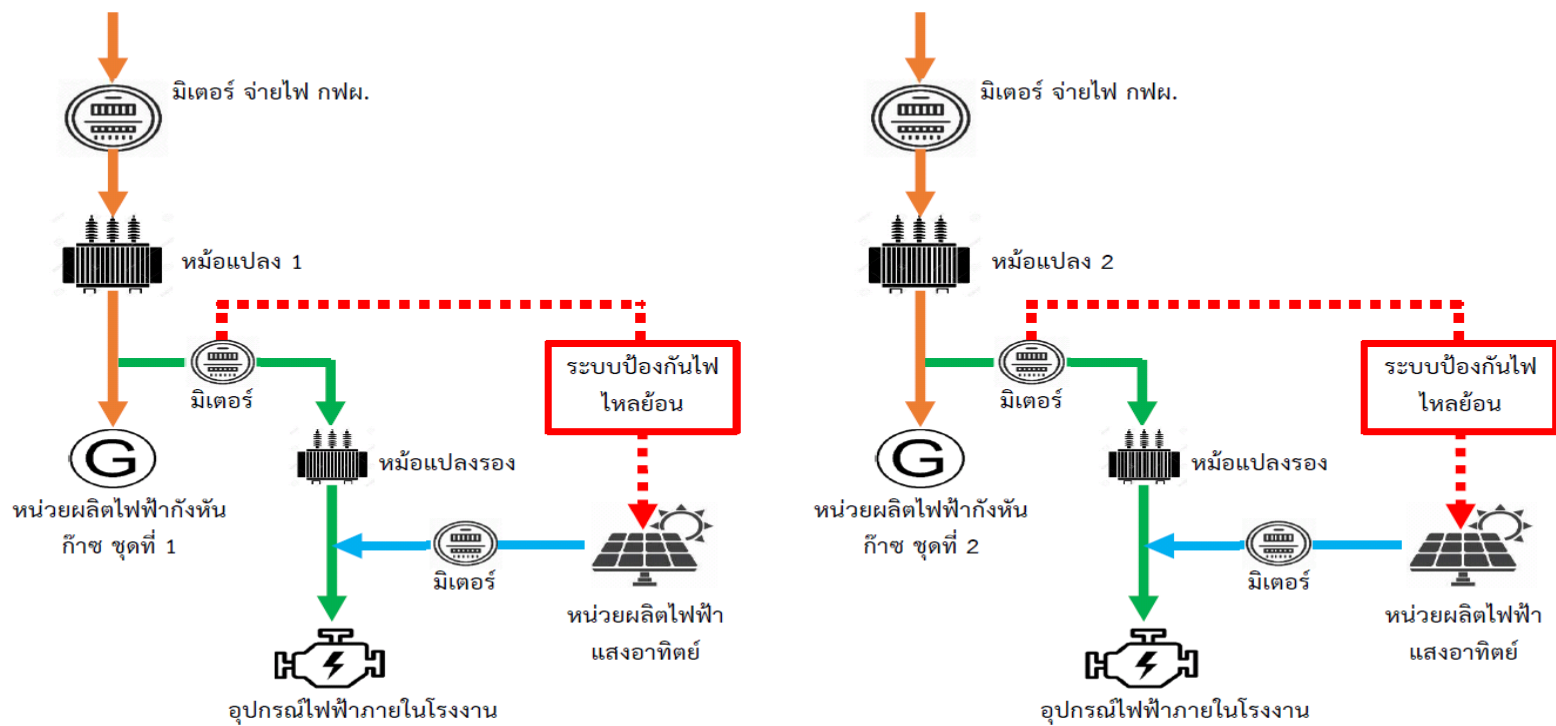 มิเตอร์ จ่ายไฟ กฟผ.
หม้อแปลง 1
มิเตอร์
ระบบป้องกันไฟ
ไหลย้อน
หม้อแปลงรอง
G
หน่วยผลิตไฟฟ้ากังหัน
ก๊าซ ชุดที่ 1
มิเตอร์
หน่วยผลิตไฟฟ้า
แสงอาทิตย์
อุปกรณ์ไฟฟ้าภายในโรงงาน
มิเตอร์ จ่ายไฟ กฟผ.
หม้อแปลง 2
มิเตอร์
ระบบป้องกันไฟ
ไหลย้อน
หม้อแปลงรอง
G
หน่วยผลิตไฟฟ้ากังหัน
ก๊าซ ชุดที่ 2
มิเตอร์
หน่วยผลิตไฟฟ้า
แสงอาทิตย์
อุปกรณ์ไฟฟ้าภายในโรงงาน